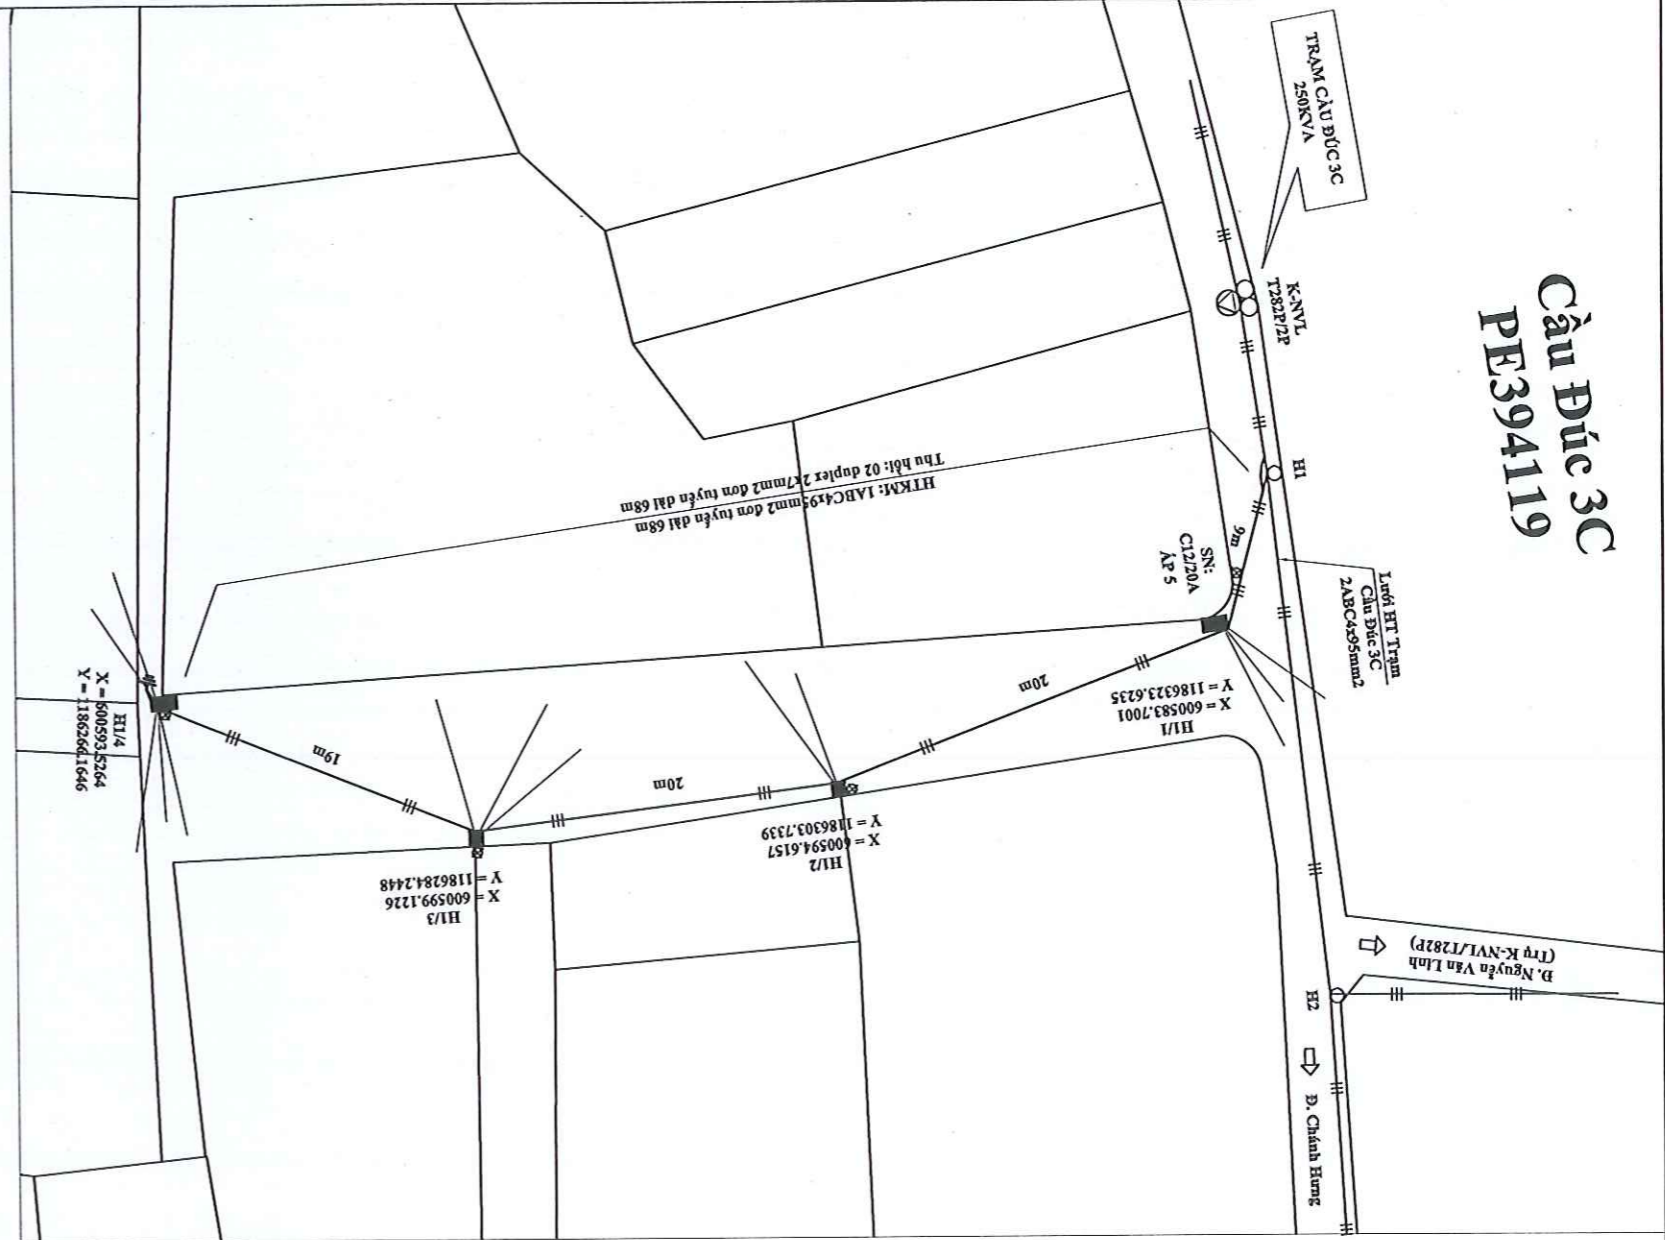 Cầu Đúc 3C
PE394119
TRẠM CẦU ĐÚC 3C
250KVA
K-NVL
T282P/2P
H1
Lưới HT Trạm
Cầu Đúc 3C
2ABC4x95mm2
9m
SN:
C12/20A
ẤP 5
HTKM: 1ABC4x95mm2 đơn tuyến dài 68m
Thu hồi: 02 duplex 2x7mm2 đơn tuyến dài 68m
H1/1
X = 600583.7001
Y = 1186323.6235
20m
H1/2
X = 600594.6157
Y = 1186303.7339
20m
H1/3
X = 600599.1226
Y = 1186284.2448
19m
H1/4
X = 600593.5264
Y = 1186266.1646
Đ. Nguyễn Văn Linh
(Trụ K-NVL/T282P)
H2
Đ. Chánh Hưng